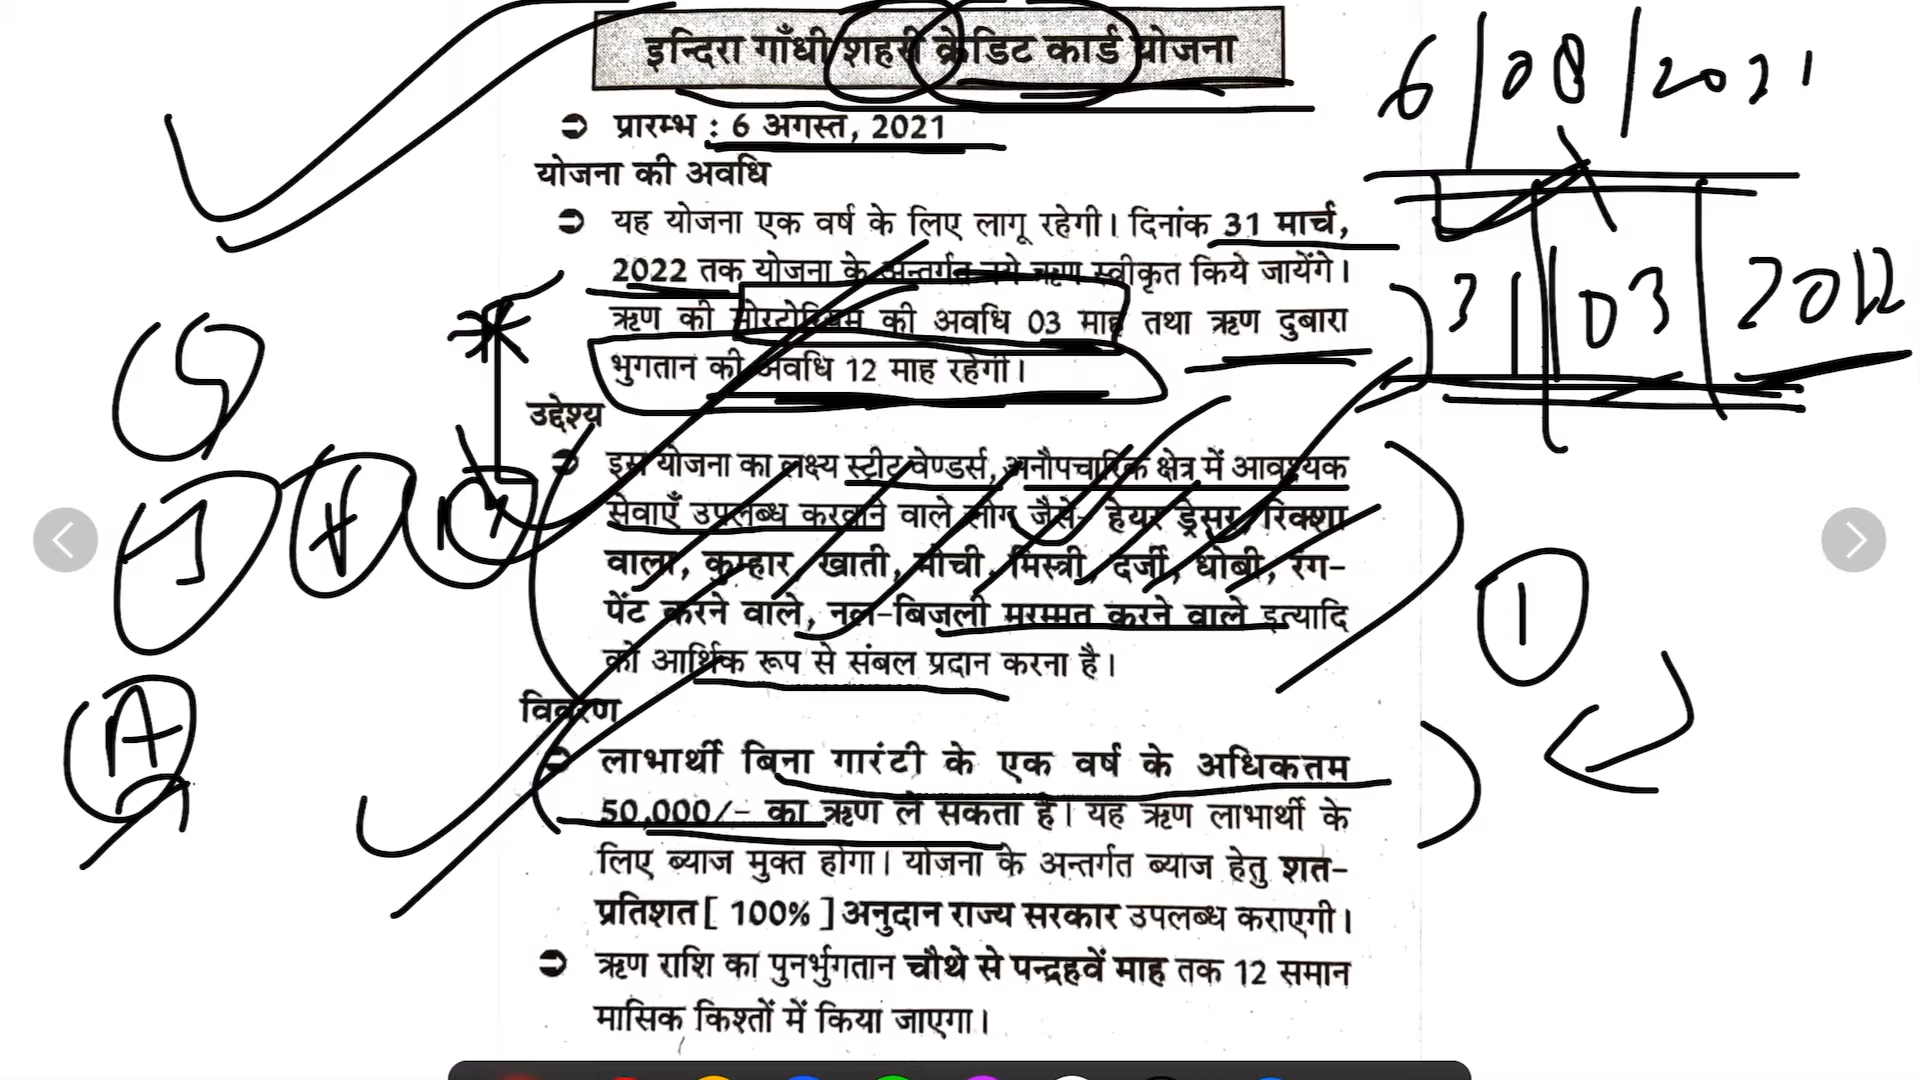 इन्दिरा गाँधी शहरी क्रेडिट कार्ड योजना
6/08/2021
➲ प्रारम्भ : 6 अगस्त, 2021
योजना की अवधि
➲ यह योजना एक वर्ष के लिए लागू रहेगी। दिनांक 31 मार्च,
2022 तक योजना के अन्तर्गत नये ऋण स्वीकृत किये जायेंगे।
ऋण की मोरटोरियम की अवधि 03 माह तथा ऋण दुबारा
भुगतान की अवधि 12 माह रहेगी।
31 03
उद्देश्य
➲ इस योजना का लक्ष्य स्ट्रीट वेण्डर्स, अनौपचारिक क्षेत्र में आवश्यक
सेवाएँ उपलब्ध करवाने वाले लोग जैसे- हेयर ड्रेसर, रिक्शा
वाला, कुम्हार, खाती, मोची, मिस्त्री, दर्जी, धोबी, रंग-
पेंट करने वाले, नल-बिजली मरम्मत करने वाले इत्यादि
को आर्थिक रूप से संबल प्रदान करना है।
1
विवरण
➲ लाभार्थी बिना गारंटी के एक वर्ष के अधिकतम
50,000/- का ऋण ले सकता है। यह ऋण लाभार्थी के
लिए ब्याज मुक्त होगा। योजना के अन्तर्गत ब्याज हेतु शत-
प्रतिशत [ 100% ] अनुदान राज्य सरकार उपलब्ध कराएगी।
➲ ऋण राशि का पुनर्भुगतान चौथे से पन्द्रहवें माह तक 12 समान
मासिक किश्तों में किया जाएगा।